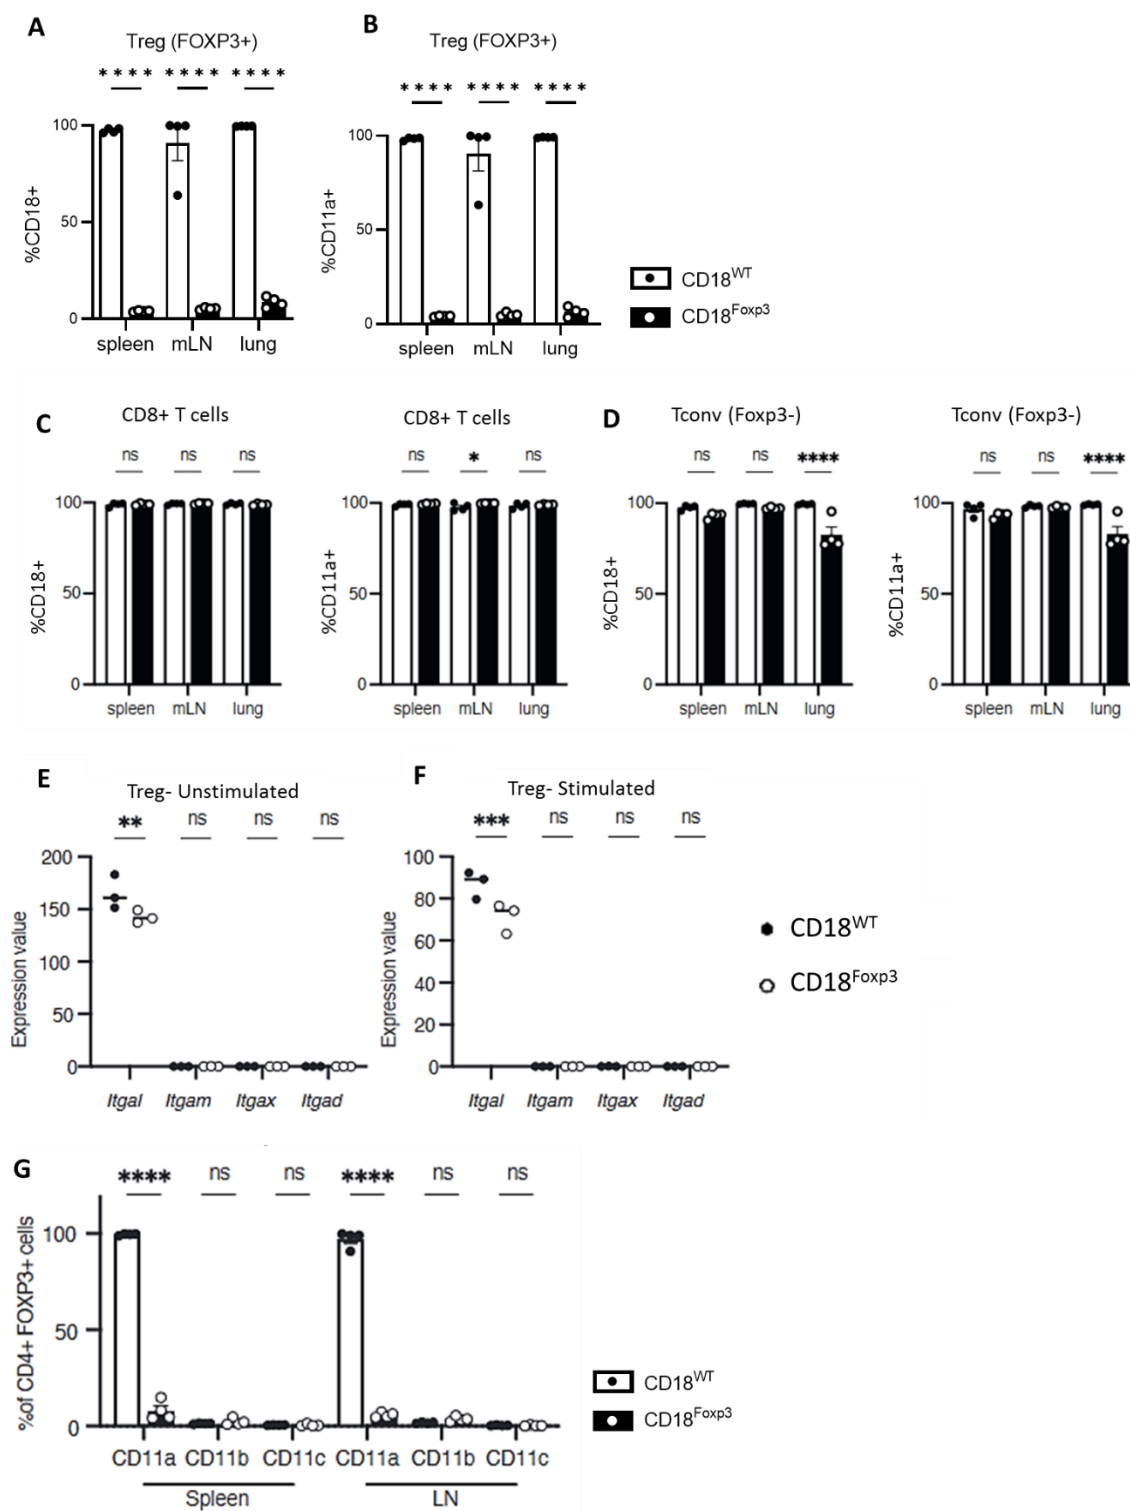 A
B
Treg (FOXP3+)
Treg (FOXP3+)
**** **** ****
**** **** ****
100
50
0
%CD18+
spleen mLN lung
100
50
0
%CD11a+
spleen mLN lung
CD18WT
CD18Foxp3
C
CD8+ T cells
CD8+ T cells
D
Tconv (Foxp3-)
Tconv (Foxp3-)
ns ns ns
ns * ns
ns ns ****
ns ns ****
100
50
0
%CD18+
spleen mLN lung
100
50
0
%CD11a+
spleen mLN lung
100
50
0
%CD18+
spleen mLN lung
100
50
0
%CD11a+
spleen mLN lung
E
Treg- Unstimulated
** ns ns ns
200
150
100
50
0
Expression value
Itgal Itgam Itgax Itgad
F
Treg- Stimulated
*** ns ns ns
100
80
60
40
20
0
Expression value
Itgal Itgam Itgax Itgad
CD18WT
CD18Foxp3
G
**** ns ns **** ns ns
100
50
0
%of CD4+ FOXP3+ cells
CD11a CD11b CD11c CD11a CD11b CD11c
Spleen LN
CD18WT
CD18Foxp3